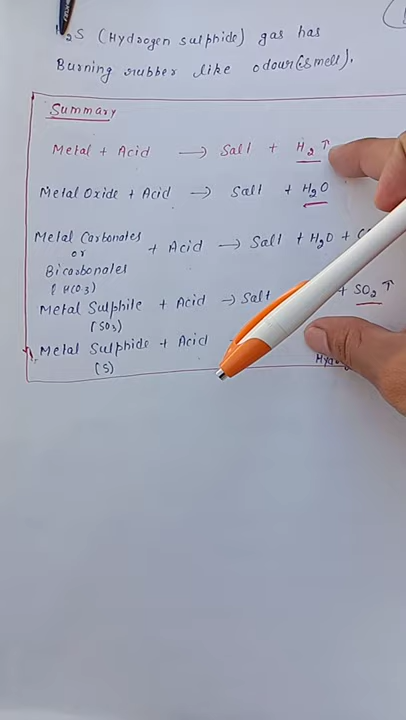 H2S (Hydrogen sulphide) gas has
Burning rubber like odour(smell).
Summary
Metal + Acid → Salt + H2 ↑
Metal Oxide + Acid → Salt + H2O
Metal Carbonates
or
Bicarbonates
(HCO3)
+ Acid → Salt + H2O +
Metal Sulphite + Acid → Salt + SO2 ↑
(SO3)
Metal Sulphide + Acid
(S)